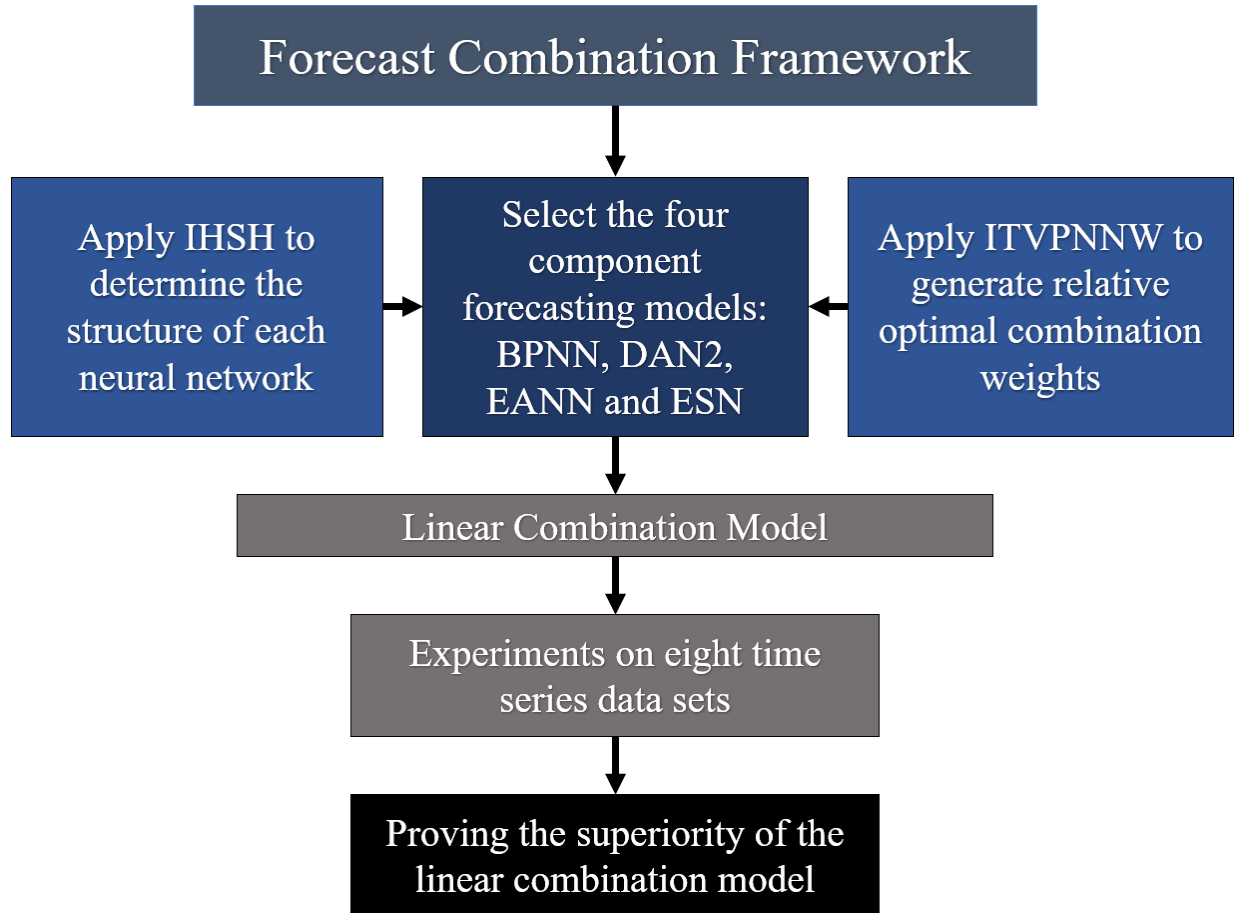 Forecast Combination Framework
Apply IHSH to
determine the
structure of each
neural network
Select the four
component
forecasting models:
BPNN, DAN2,
EANN and ESN
Apply ITVPNNW to
generate relative
optimal combination
weights
Linear Combination Model
Experiments on eight time
series data sets
Proving the superiority of the
linear combination model